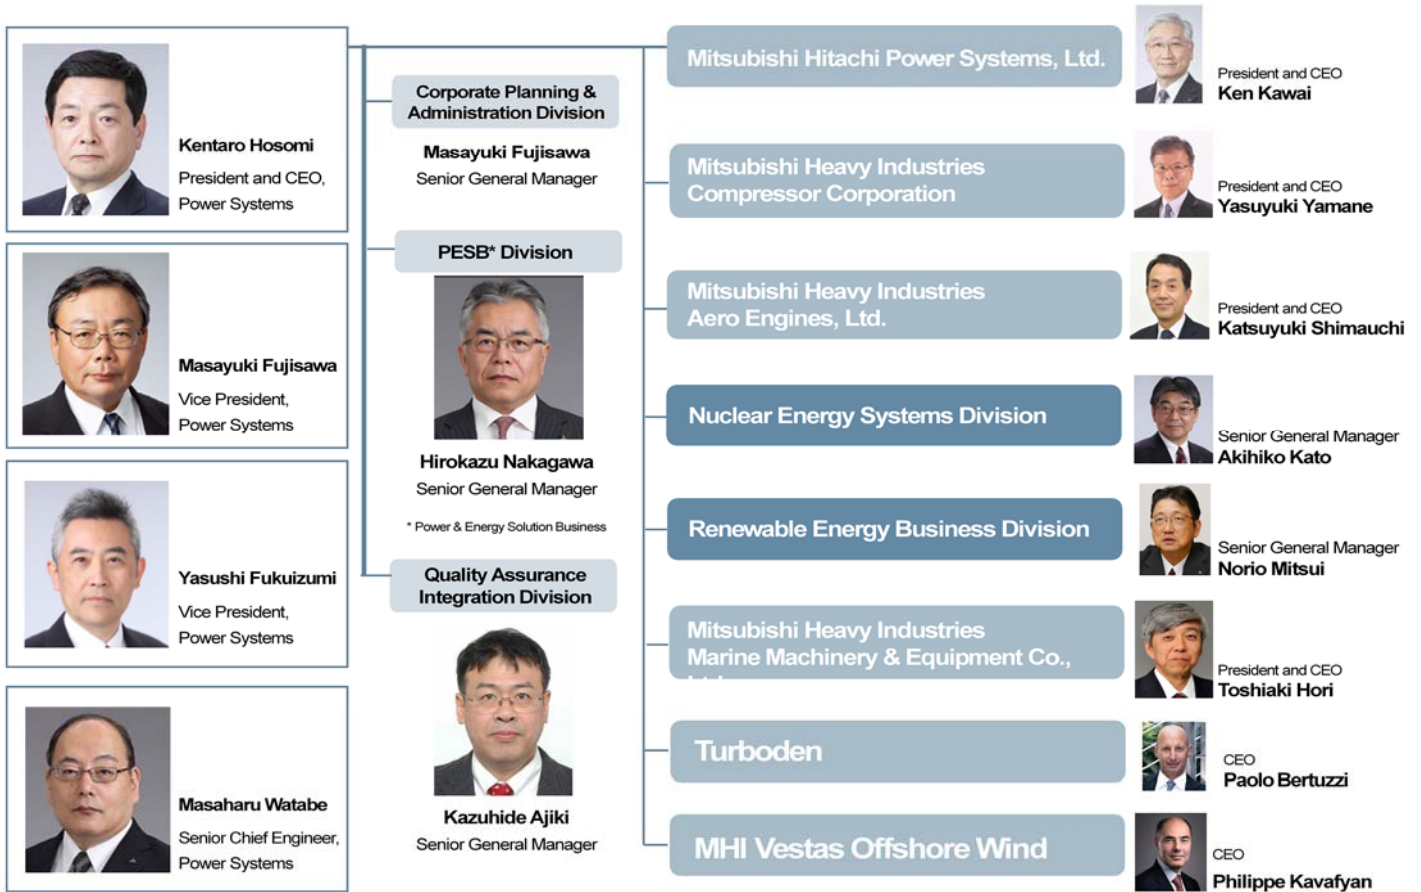 Kentaro Hosomi
President and CEO,
Power Systems
Masayuki Fujisawa
Vice President,
Power Systems
Yasushi Fukuizumi
Vice President,
Power Systems
Masaharu Watabe
Senior Chief Engineer,
Power Systems
Corporate Planning &
Administration Division
Masayuki Fujisawa
Senior General Manager
PESB* Division
Hirokazu Nakagawa
Senior General Manager
* Power & Energy Solution Business
Quality Assurance
Integration Division
Kazuhide Ajiki
Senior General Manager
Mitsubishi Hitachi Power Systems, Ltd.
President and CEO
Ken Kawai
Mitsubishi Heavy Industries
Compressor Corporation
President and CEO
Yasuyuki Yamane
Mitsubishi Heavy Industries
Aero Engines, Ltd.
President and CEO
Katsuyuki Shimauchi
Nuclear Energy Systems Division
Senior General Manager
Akihiko Kato
Renewable Energy Business Division
Senior General Manager
Norio Mitsui
Mitsubishi Heavy Industries
Marine Machinery & Equipment Co.,
President and CEO
Toshiaki Hori
Turboden
CEO
Paolo Bertuzzi
MHI Vestas Offshore Wind
CEO
Philippe Kavafyan